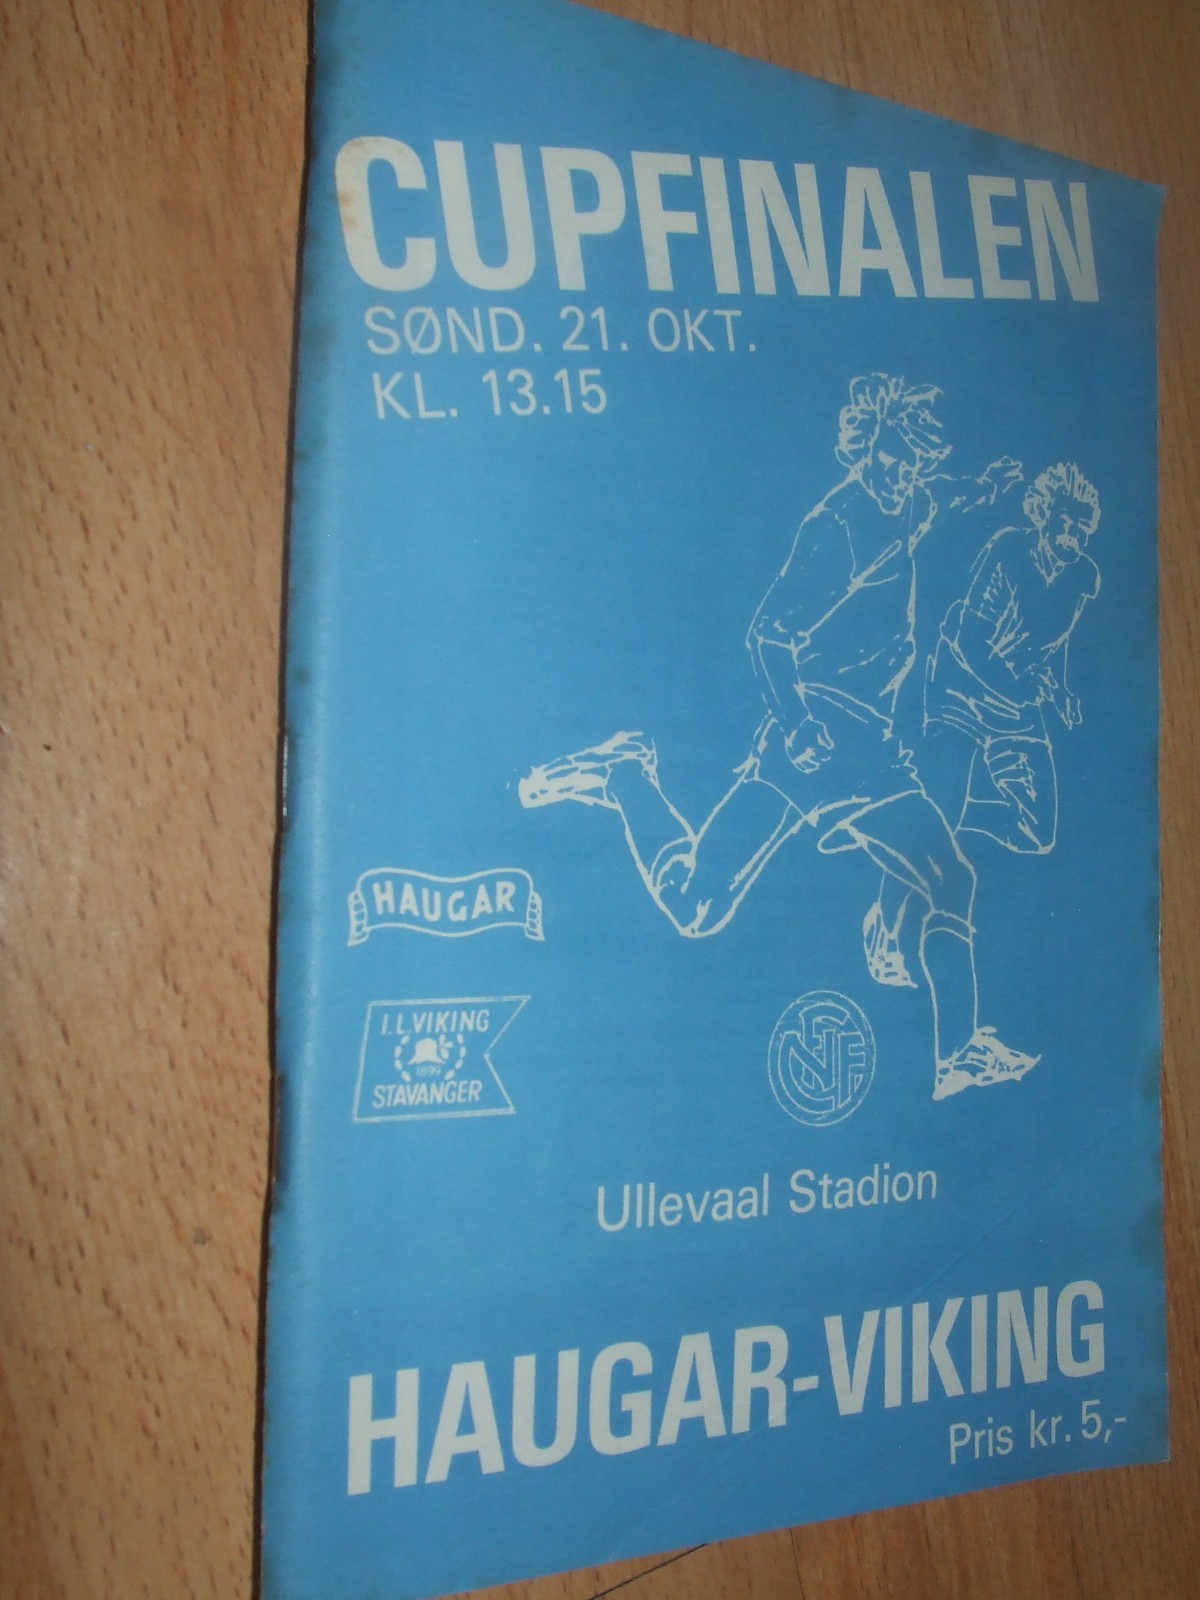 CUPFINALEN
SØND. 21. OKT.
KL. 13.15
HAUGAR
I.L. VIKING
1899
STAVANGER
NFF
Ullevaal Stadion
HAUGAR-VIKING
Pris kr. 5,-